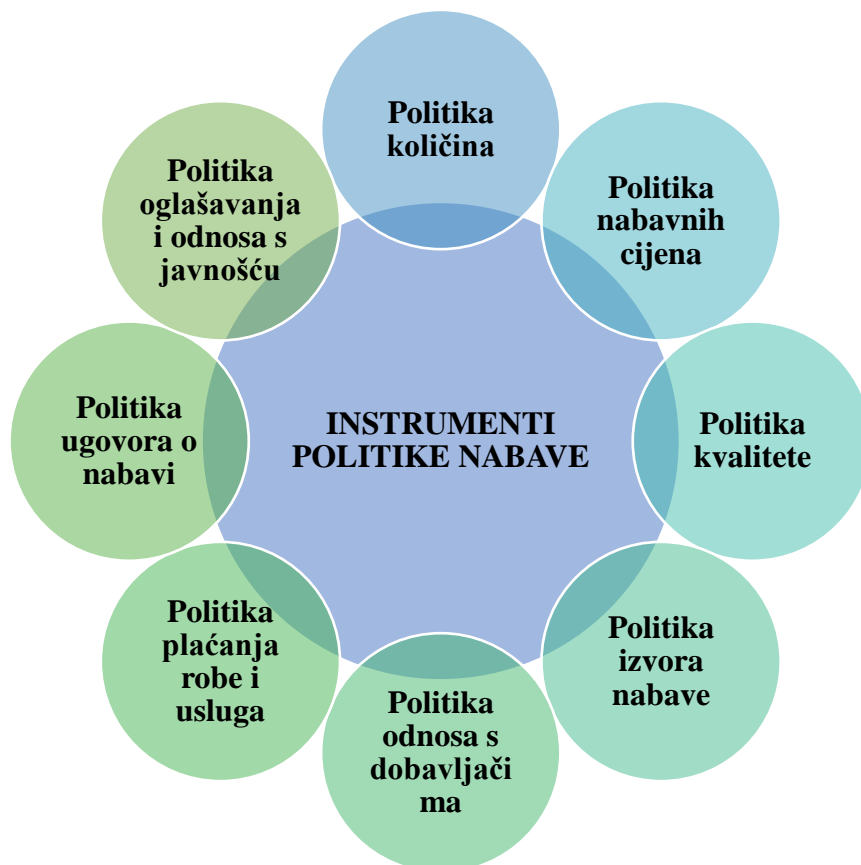 Politika
količina
Politika
nabavnih
cijena
Politika
kvalitete
Politika
izvora
nabave
Politika
odnosa s
dobavljači
ma
Politika
plaćanja
robe i
usluga
Politika
ugovora o
nabavi
Politika
oglašavanja
i odnosa s
javnošću
INSTRUMENTI
POLITIKE NABAVE